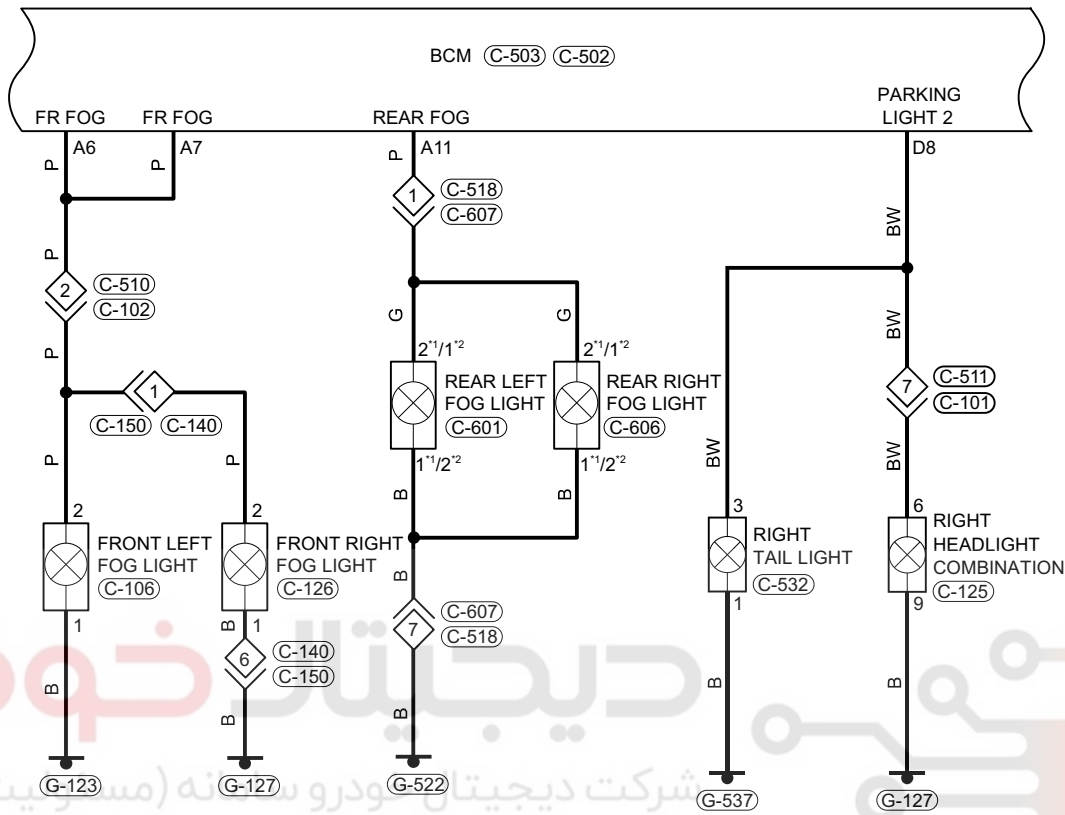 BCM C-503 C-502
FR FOG FR FOG REAR FOG PARKING
LIGHT 2
A6 A7 A11 D8
P P P BW
1 C-518
C-607
P
2 C-510
C-102
P
1
C-150 C-140
G G
2*1/1*2 2*1/1*2
REAR LEFT
FOG LIGHT
C-601
REAR RIGHT
FOG LIGHT
C-606
1*1/2*2 1*1/2*2
BW
7 C-511
C-101
P P B B BW BW
2
FRONT LEFT
FOG LIGHT
C-106
1
2
FRONT RIGHT
FOG LIGHT
C-126
1
3
RIGHT
TAIL LIGHT
C-532
1
6
RIGHT
HEADLIGHT
COMBINATION
C-125
9
B
B
6 C-140
C-150
7 C-607
C-518
B B B B B
G-123 G-127 G-522 G-537 G-127
دیجیتال خودرو
شرکت دیجیتال خودرو سامانه (مسئولیت